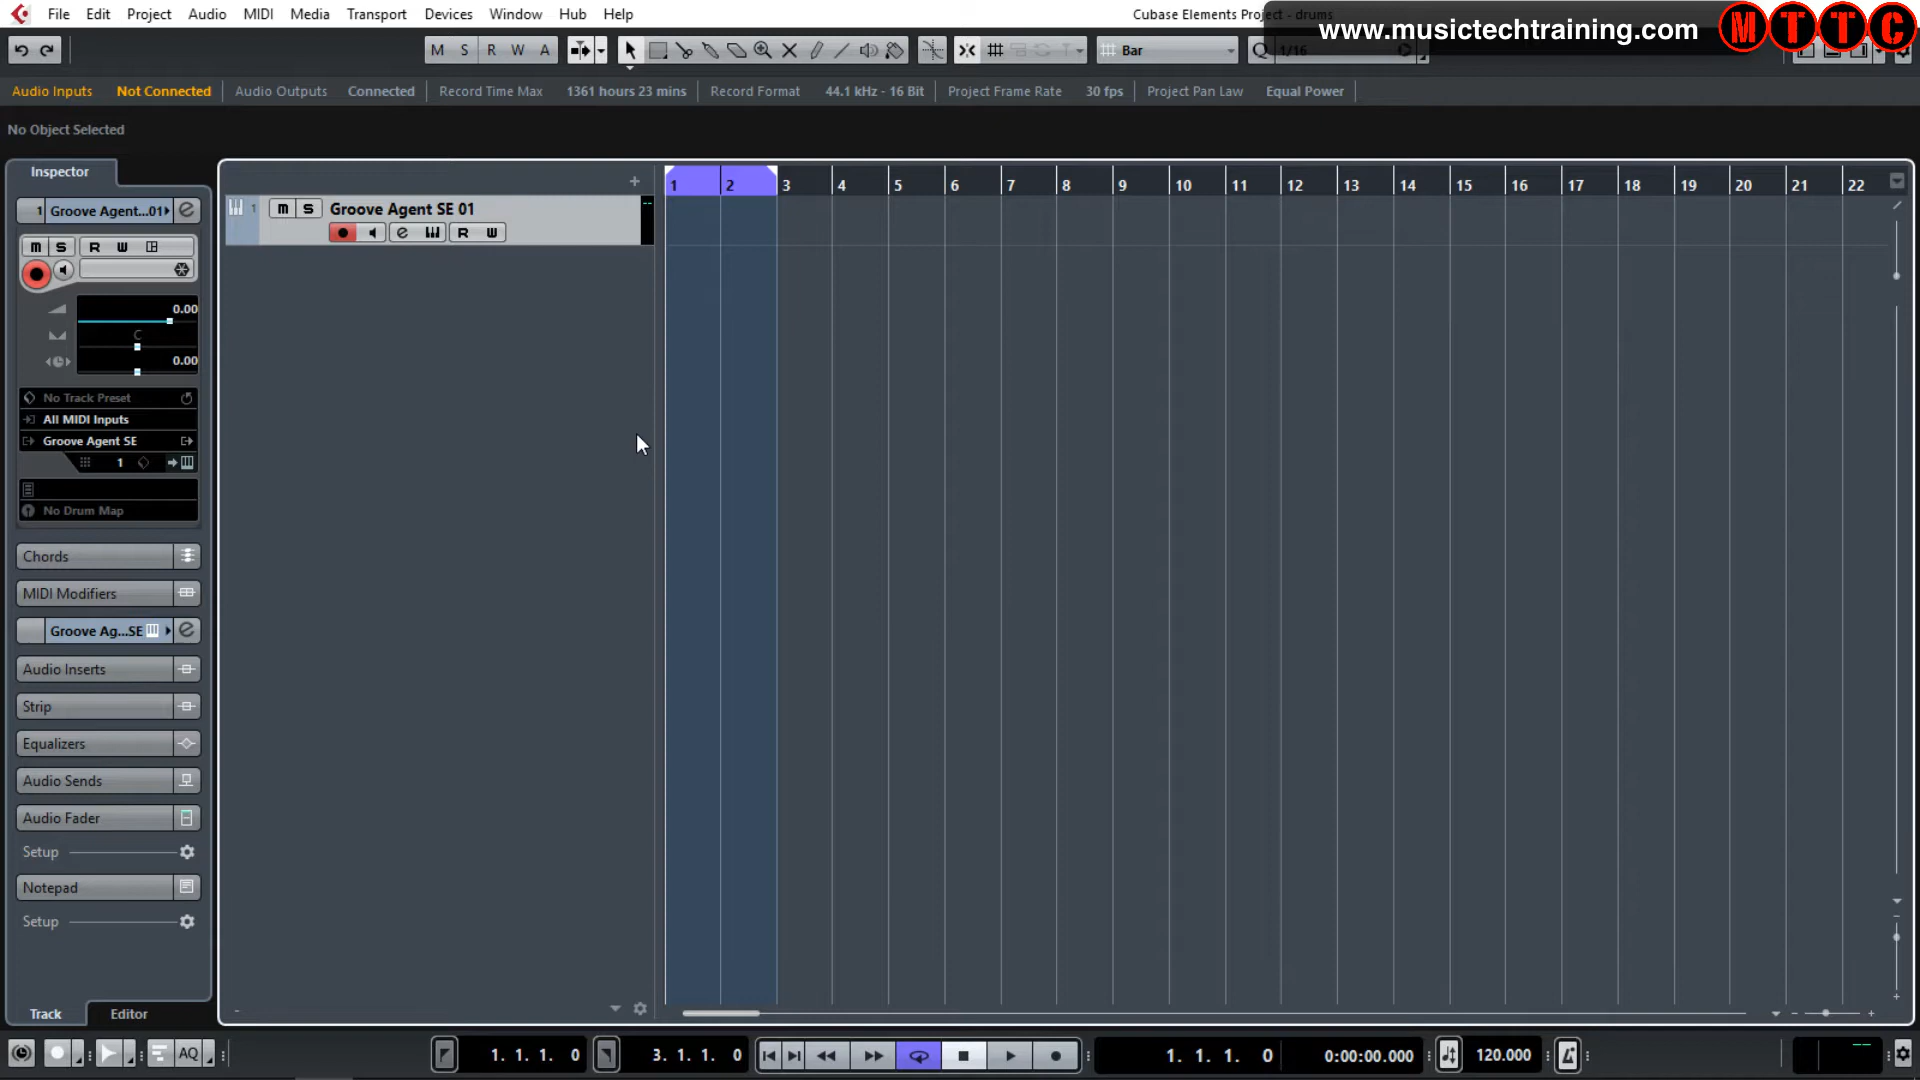 File Edit Project Audio MIDI Media Transport Devices Window Hub Help
Cubase Elements Project - drums
www.musictechtraining.com MTTC
M S R W A Bar Q 1/16
Audio Inputs Not Connected Audio Outputs Connected Record Time Max 1361 hours 23 mins Record Format 44.1 kHz - 16 Bit Project Frame Rate 30 fps Project Pan Law Equal Power
No Object Selected
Inspector
1 Groove Agent...01
m S R W
0.00
C
0.00
No Track Preset
All MIDI Inputs
Groove Agent SE
1
No Drum Map
Chords
MIDI Modifiers
Groove Ag...SE
Audio Inserts
Strip
Equalizers
Audio Sends
Audio Fader
Setup
Notepad
Setup
Track Editor
1 m S Groove Agent SE 01
e R W
1 2 3 4 5 6 7 8 9 10 11 12 13 14 15 16 17 18 19 20 21 22
AQ 1. 1. 1. 0 3. 1. 1. 0 1. 1. 1. 0 0:00:00.000 120.000